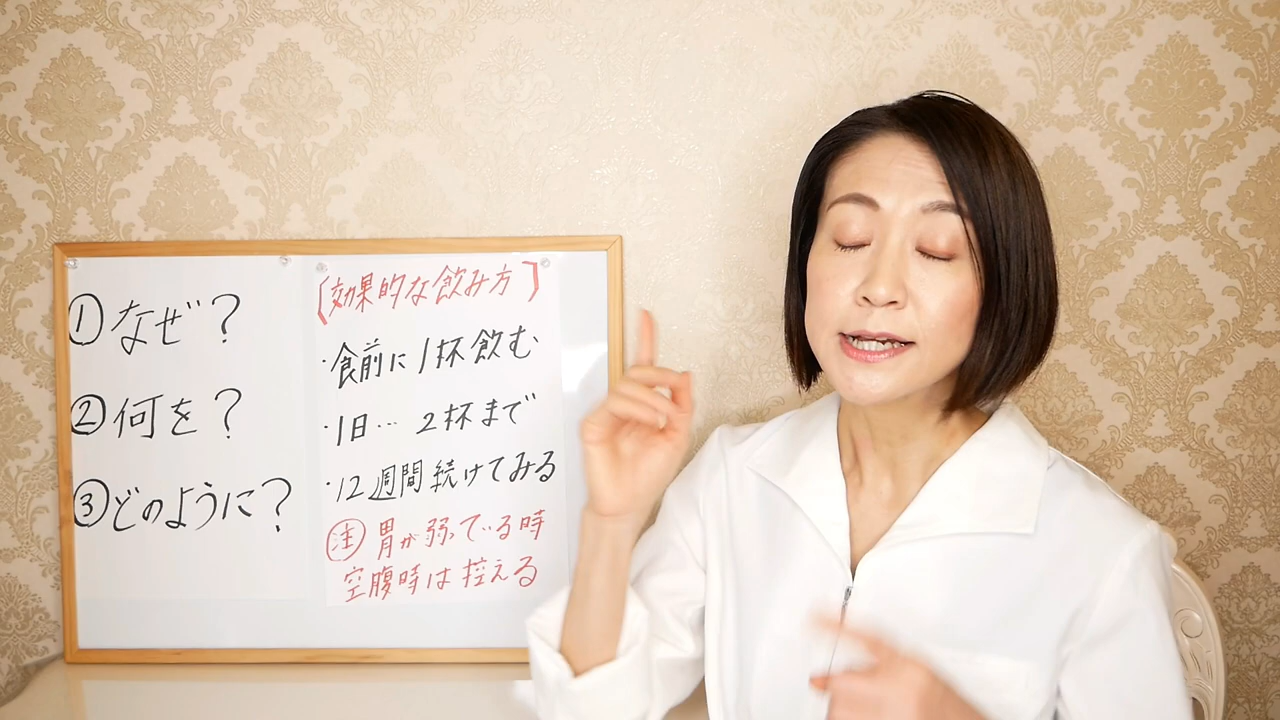 ①なぜ？
②何を？
③どのように？
【効果的な飲み方】
・食前に1杯飲む
・1日…2杯まで
・12週間続けてみる
㊟胃が弱っている時
空腹時は控える